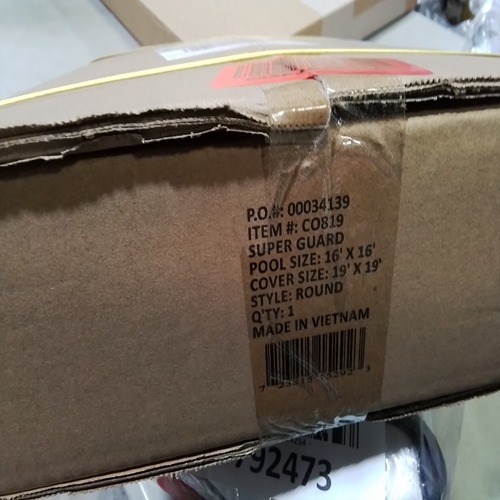 P.O.#: 00034139
ITEM #: CO819
SUPER GUARD
POOL SIZE: 16' X 16'
COVER SIZE: 19' X 19'
STYLE: ROUND
Q'TY: 1
MADE IN VIETNAM
792473